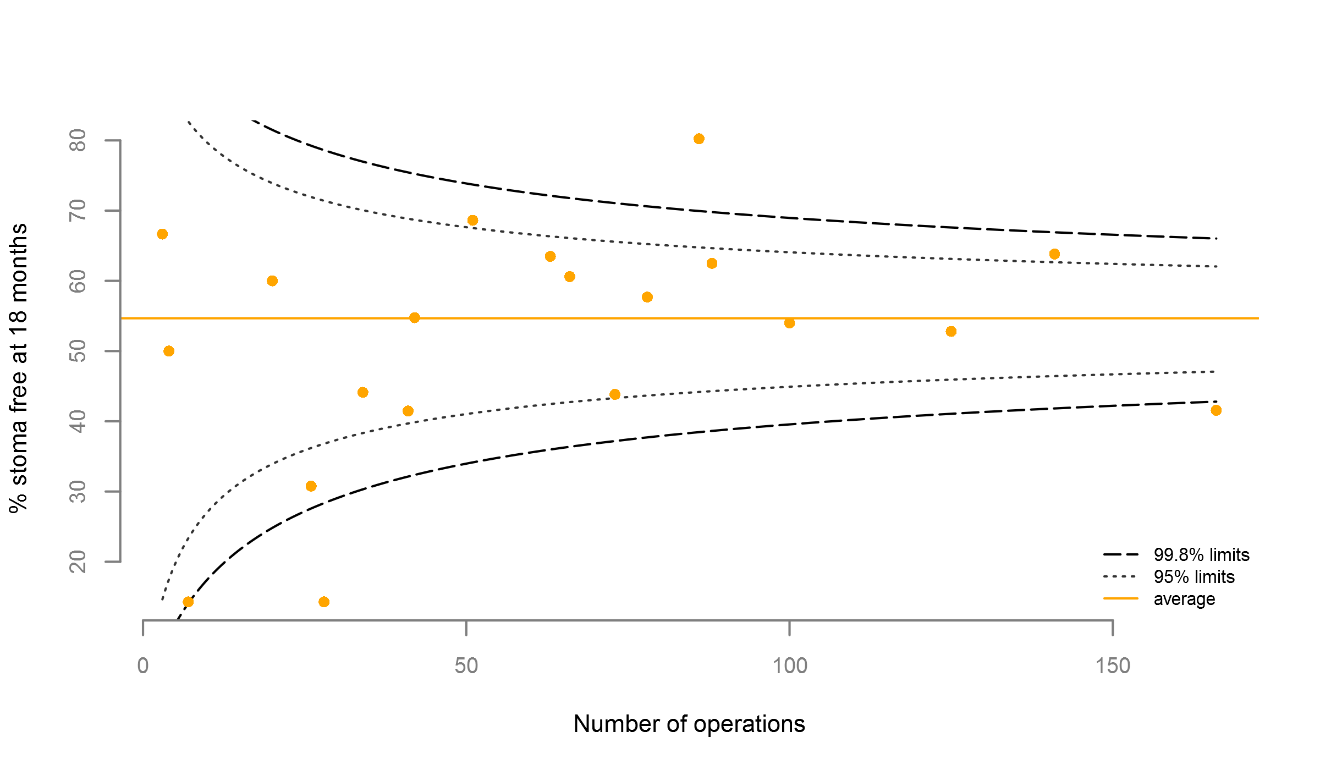 % stoma free at 18 months
80
70
60
50
40
30
20
0 50 100 150
Number of operations
99.8% limits
95% limits
average